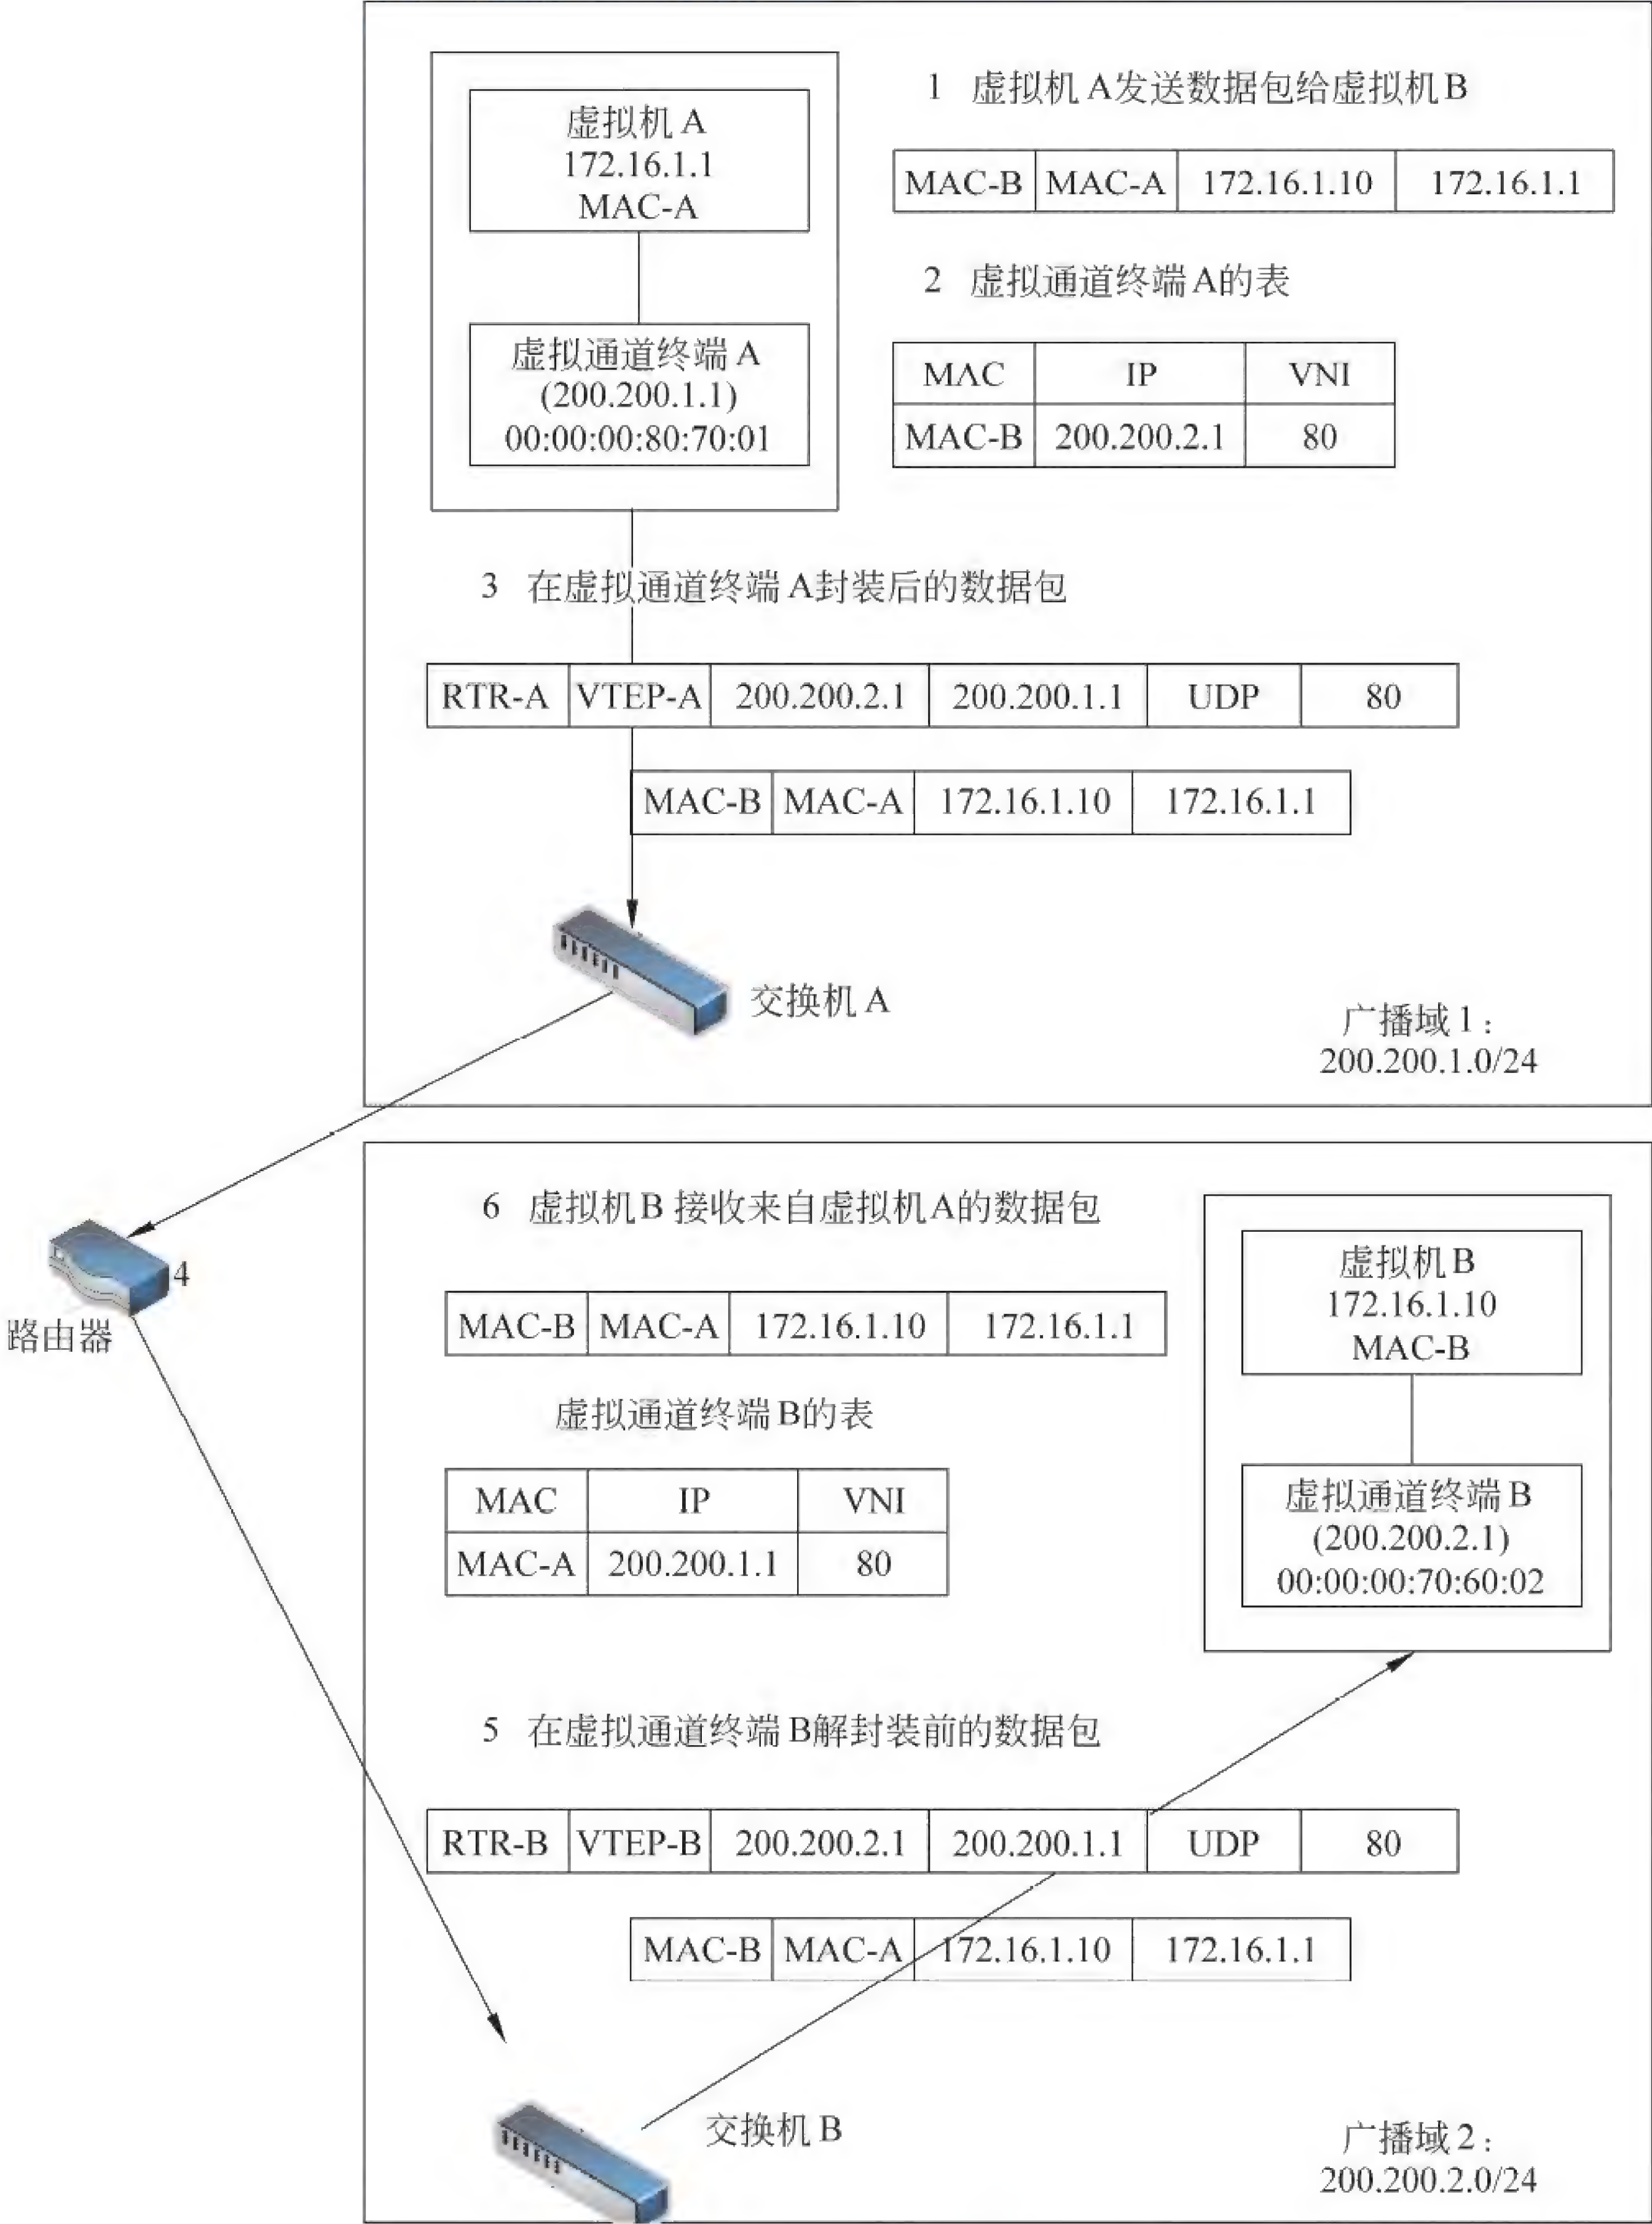 虚拟机 A
172.16.1.1
MAC-A
虚拟通道终端 A
(200.200.1.1)
00:00:00:80:70:01
1 虚拟机 A发送数据包给虚拟机 B
MAC-B MAC-A 172.16.1.10 172.16.1.1
2 虚拟通道终端 A的表
MAC IP VNI
MAC-B 200.200.2.1 80
3 在虚拟通道终端 A封装后的数据包
RTR-A VTEP-A 200.200.2.1 200.200.1.1 UDP 80
MAC-B MAC-A 172.16.1.10 172.16.1.1
交换机 A
广播域 1：
200.200.1.0/24
4
路由器
6 虚拟机 B 接收来自虚拟机A的数据包
MAC-B MAC-A 172.16.1.10 172.16.1.1
虚拟通道终端 B的表
MAC IP VNI
MAC-A 200.200.1.1 80
虚拟机 B
172.16.1.10
MAC-B
虚拟通道终端 B
(200.200.2.1)
00:00:00:70:60:02
5 在虚拟通道终端 B解封装前的数据包
RTR-B VTEP-B 200.200.2.1 200.200.1.1 UDP 80
MAC-B MAC-A 172.16.1.10 172.16.1.1
交换机 B
广播域 2：
200.200.2.0/24